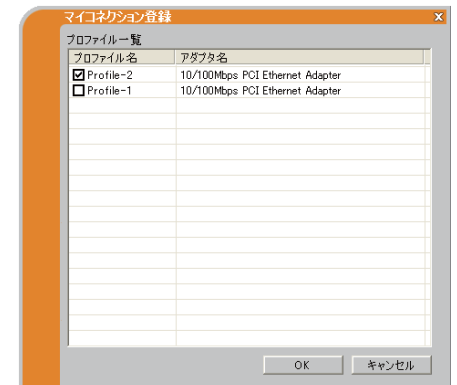 マイコネクション登録 x
プロファイル一覧
プロファイル名 アダプタ名
Profile-2 10/100Mbps PCI Ethernet Adapter
Profile-1 10/100Mbps PCI Ethernet Adapter
OK キャンセル